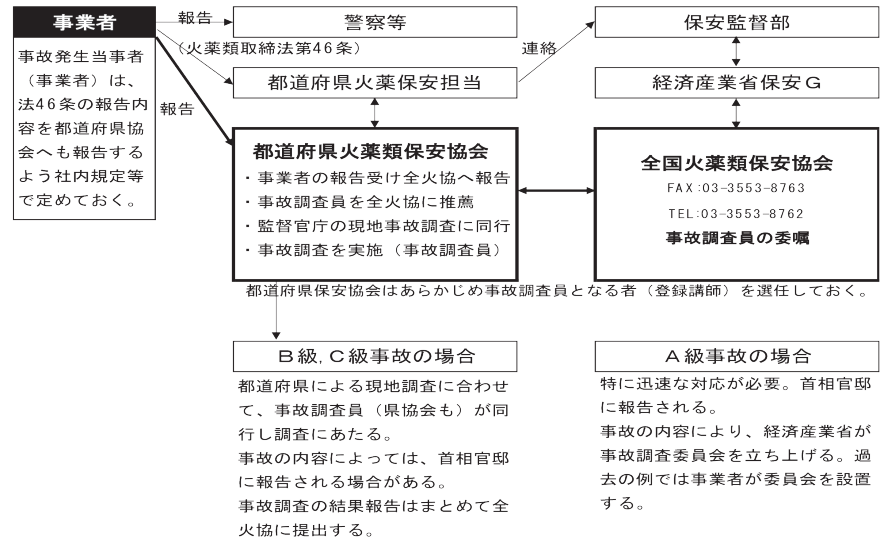 事業者
事故発生当事者
（事業者）は、
法46条の報告内
容を都道府県協
会へも報告する
よう社内規定等
で定めておく。
報告
（火薬類取締法第46条）
報告
連絡
警察等
都道府県火薬保安担当
保安監督部
経済産業省保安G
都道府県火薬類保安協会
・事業者の報告受け全火協へ報告
・事故調査員を全火協に推薦
・監督官庁の現地事故調査に同行
・事故調査を実施（事故調査員）
全国火薬類保安協会
FAX:03-3553-8763
TEL:03-3553-8762
事故調査員の委嘱
都道府県保安協会はあらかじめ事故調査員となる者（登録講師）を選任しておく。
B級,C級事故の場合
都道府県による現地調査に合わせ
て、事故調査員（県協会も）が同
行し調査にあたる。
事故の内容によっては、首相官邸
に報告される場合がある。
事故調査の結果報告はまとめて全
火協に提出する。
A級事故の場合
特に迅速な対応が必要。首相官邸
に報告される。
事故の内容により、経済産業省が
事故調査委員会を立ち上げる。過
去の例では事業者が委員会を設置
する。